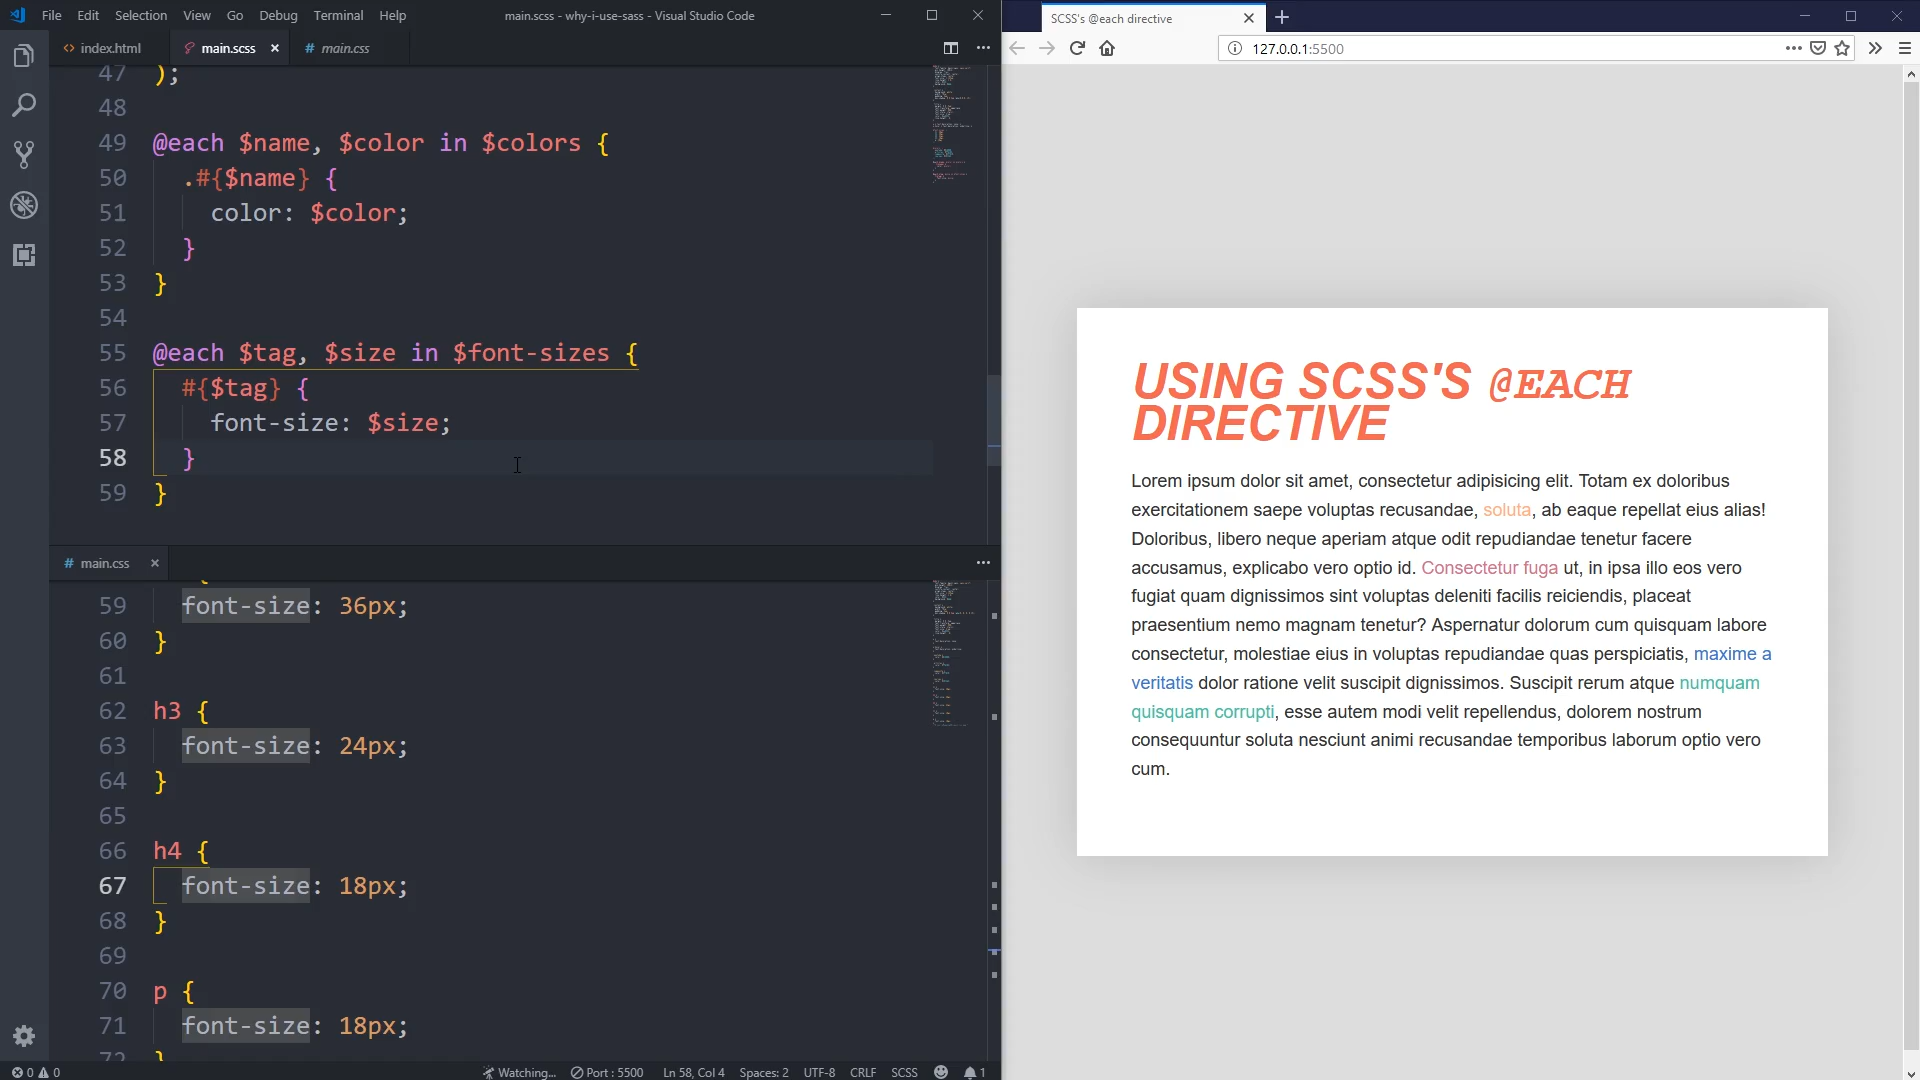 File Edit Selection View Go Debug Terminal Help
main.scss - why-i-use-sass - Visual Studio Code
index.html main.scss main.css
47 );
48
49 @each $name, $color in $colors {
50 .#{$name} {
51 color: $color;
52 }
53 }
54
55 @each $tag, $size in $font-sizes {
56 #{$tag} {
57 font-size: $size;
58 }
59 }
# main.css
{
59 font-size: 36px;
60 }
61
62 h3 {
63 font-size: 24px;
64 }
65
66 h4 {
67 font-size: 18px;
68 }
69
70 p {
71 font-size: 18px;
72 }
0 0 Watching... Port : 5500 Ln 58, Col 4 Spaces: 2 UTF-8 CRLF SCSS 1
SCSS's @each directive
127.0.0.1:5500
USING SCSS'S @EACH
DIRECTIVE
Lorem ipsum dolor sit amet, consectetur adipisicing elit. Totam ex doloribus
exercitationem saepe voluptas recusandae, soluta, ab eaque repellat eius alias!
Doloribus, libero neque aperiam atque odit repudiandae tenetur facere
accusamus, explicabo vero optio id. Consectetur fuga ut, in ipsa illo eos vero
fugiat quam dignissimos sint voluptas deleniti facilis reiciendis, placeat
praesentium nemo magnam tenetur? Aspernatur dolorum cum quisquam labore
consectetur, molestiae eius in voluptas repudiandae quas perspiciatis, maxime a
veritatis dolor ratione velit suscipit dignissimos. Suscipit rerum atque numquam
quisquam corrupti, esse autem modi velit repellendus, dolorem nostrum
consequuntur soluta nesciunt animi recusandae temporibus laborum optio vero
cum.